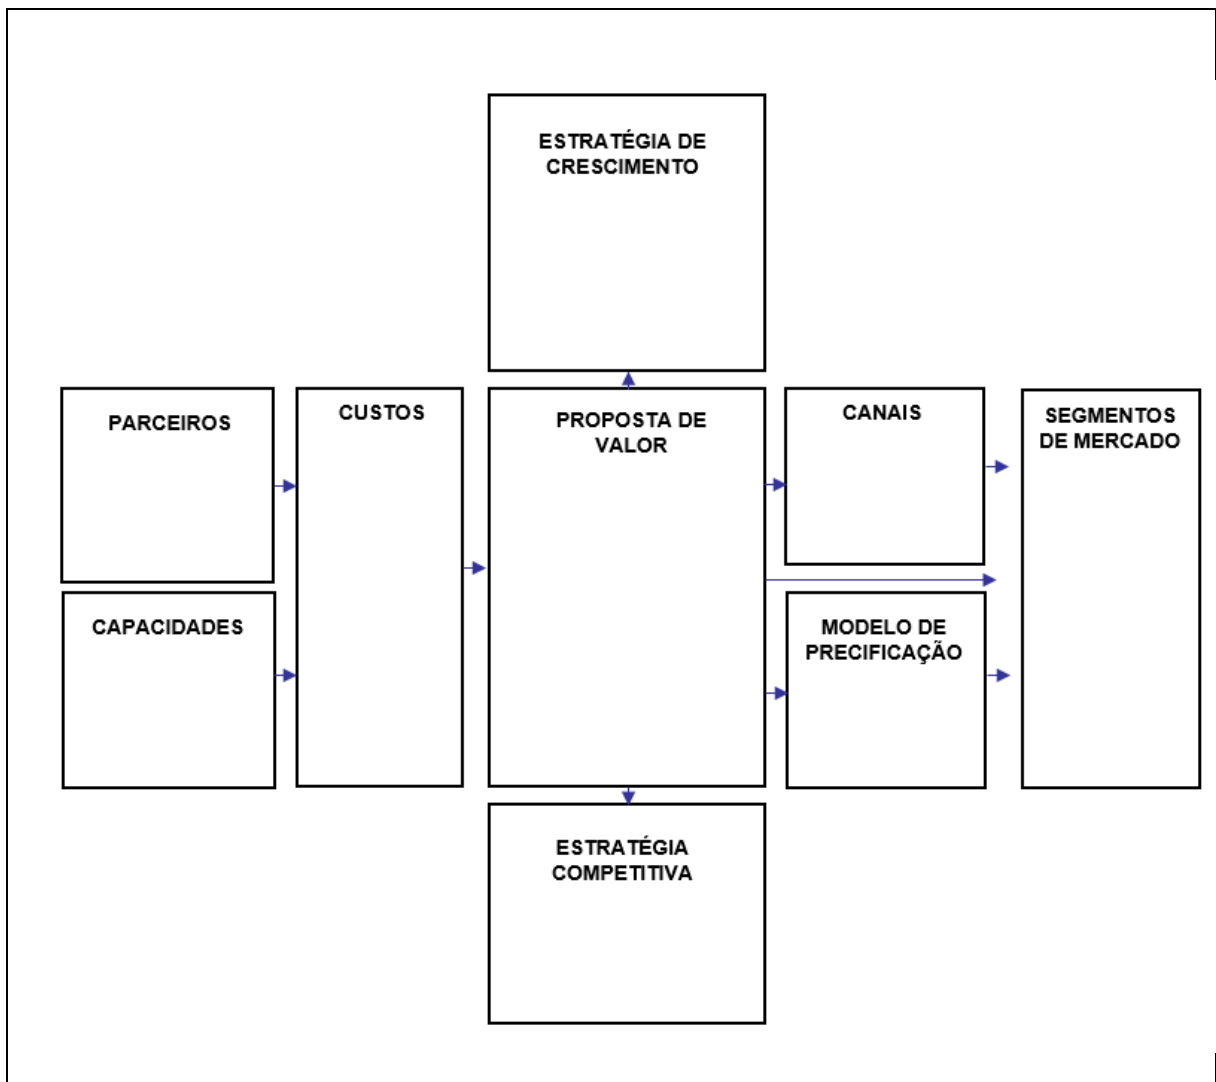 ESTRATÉGIA DE
CRESCIMENTO
PARCEIROS
CUSTOS
PROPOSTA DE
VALOR
CANAIS
SEGMENTOS
DE MERCADO
CAPACIDADES
MODELO DE
PRECIFICAÇÃO
ESTRATÉGIA
COMPETITIVA